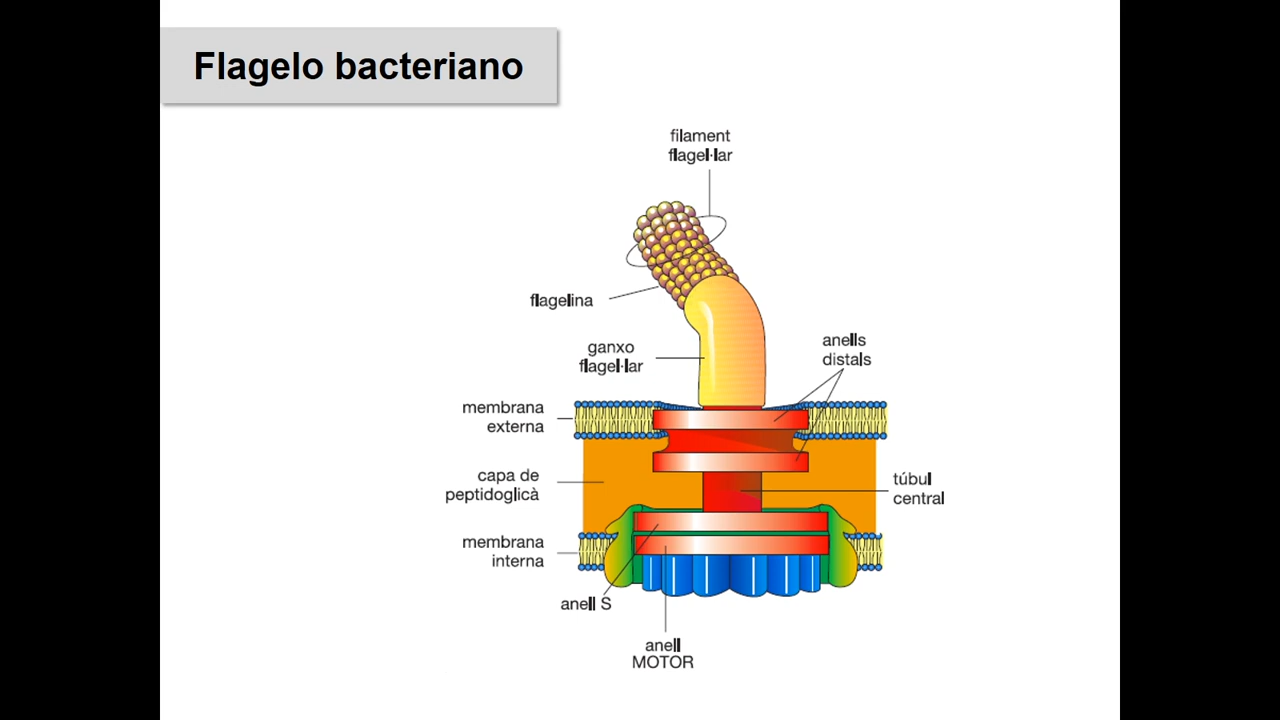 Flagelo bacteriano
filament
flagel·lar
flagelina
ganxo
flagel·lar
anells
distals
membrana
externa
capa de
peptidoglicà
túbul
central
membrana
interna
anell S
anell
MOTOR